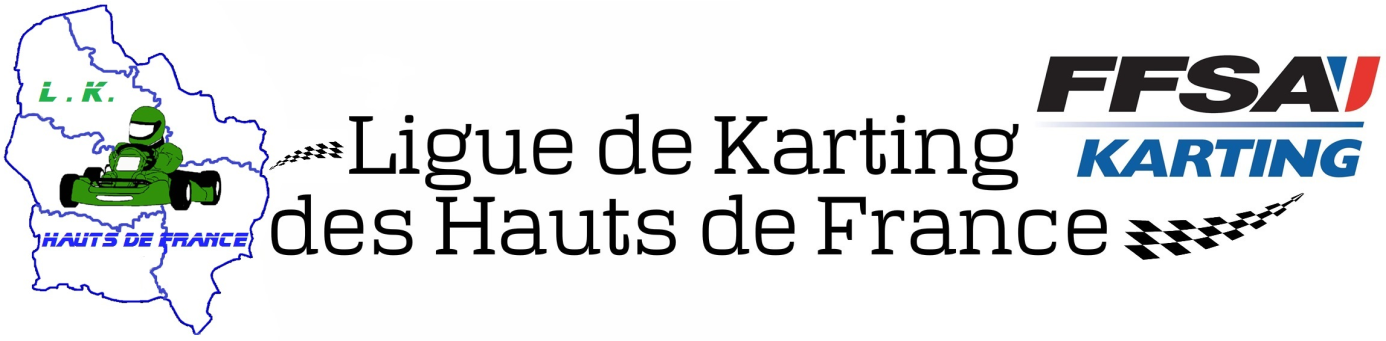 L.K.
HAUTS DE FRANCE
Ligue de Karting
des Hauts de France
FFSA
KARTING